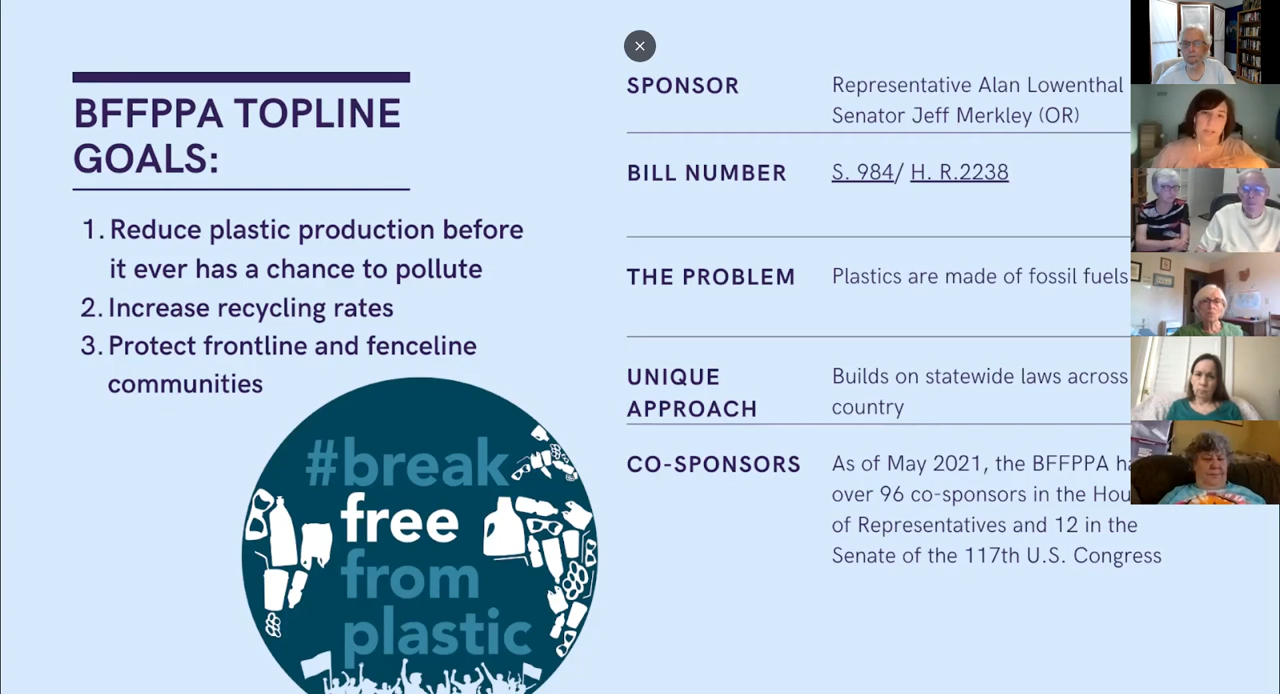 BFFPPA TOPLINE
GOALS:
1. Reduce plastic production before
it ever has a chance to pollute
2. Increase recycling rates
3. Protect frontline and fenceline
communities
#break
free
from
plastic
SPONSOR
Representative Alan Lowenthal
Senator Jeff Merkley (OR)
BILL NUMBER
S. 984/ H. R.2238
THE PROBLEM
Plastics are made of fossil fuels
UNIQUE
APPROACH
Builds on statewide laws across
country
CO-SPONSORS
As of May 2021, the BFFPPA
over 96 co-sponsors in the
of Representatives and 12 in the
Senate of the 117th U.S. Congress